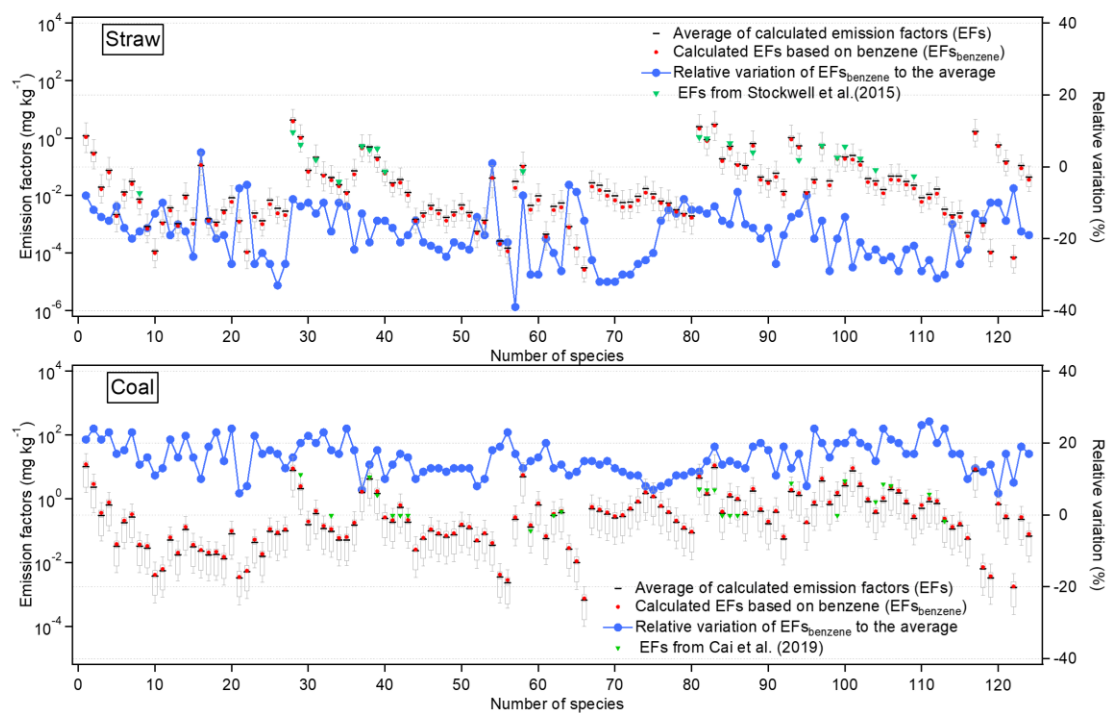 Straw
Average of calculated emission factors (EFs)
Calculated EFs based on benzene (EFsbenzene)
Relative variation of EFsbenzene to the average
EFs from Stockwell et al.(2015)
Emission factors (mg kg-1)
10^4
10^2
10^0
10^-2
10^-4
10^-6
40
20
0
-20
-40
Relative variation (%)
0 10 20 30 40 50 60 70 80 90 100 110 120
Number of species
Coal
Average of calculated emission factors (EFs)
Calculated EFs based on benzene (EFsbenzene)
Relative variation of EFsbenzene to the average
EFs from Cai et al. (2019)
Emission factors (mg kg-1)
10^4
10^2
10^0
10^-2
10^-4
40
20
0
-20
-40
Relative variation (%)
0 10 20 30 40 50 60 70 80 90 100 110 120
Number of species